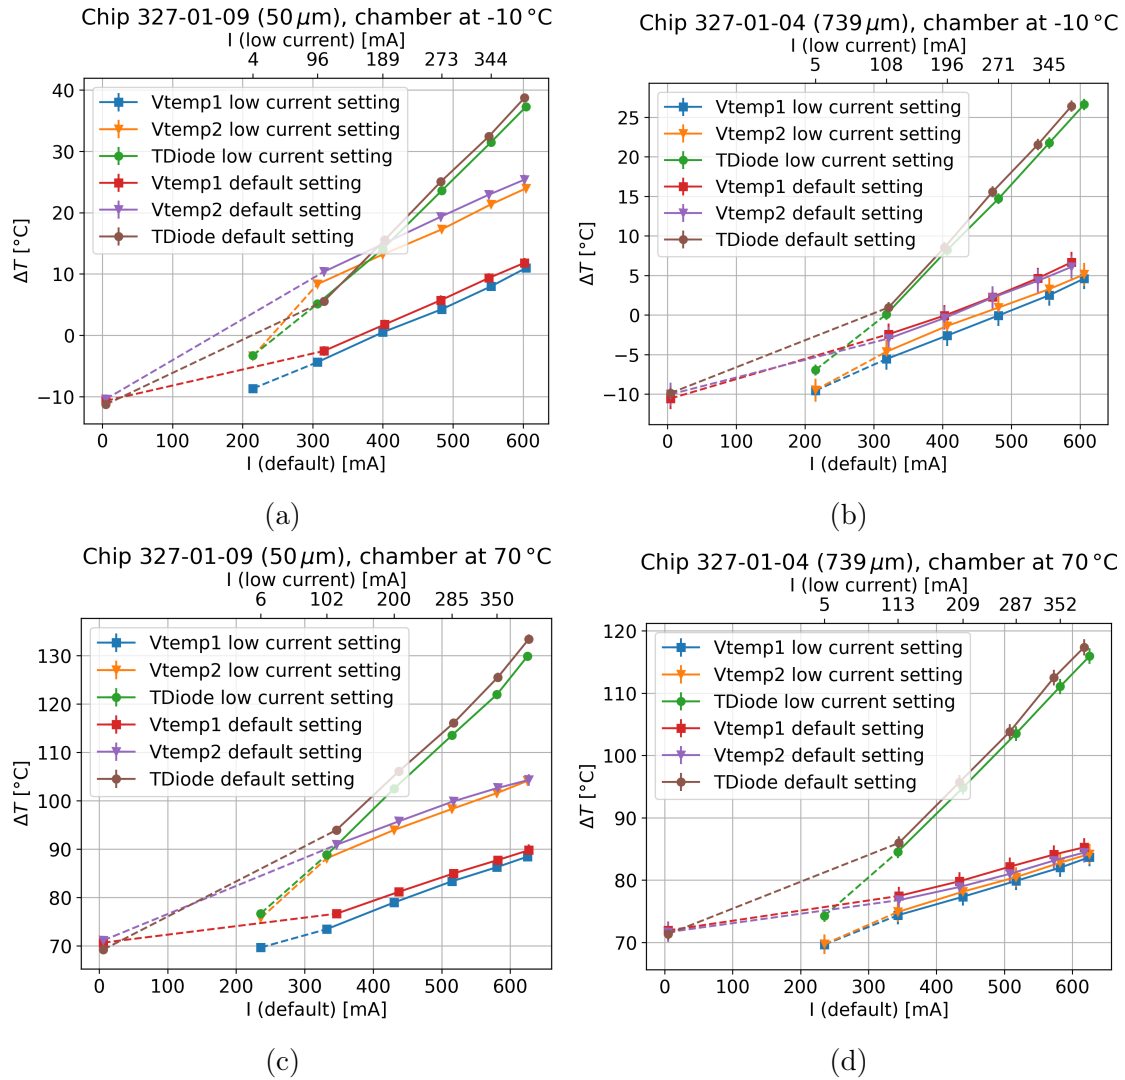 Chip 327-01-09 (50 μm), chamber at -10 °C
I (low current) [mA]
4 96 189 273 344
40
30
20
10
0
−10
ΔT [°C]
Vtemp1 low current setting
Vtemp2 low current setting
TDiode low current setting
Vtemp1 default setting
Vtemp2 default setting
TDiode default setting
0 100 200 300 400 500 600
I (default) [mA]
(a)
Chip 327-01-04 (739 μm), chamber at -10 °C
I (low current) [mA]
5 108 196 271 345
25
20
15
10
5
0
−5
−10
ΔT [°C]
Vtemp1 low current setting
Vtemp2 low current setting
TDiode low current setting
Vtemp1 default setting
Vtemp2 default setting
TDiode default setting
0 100 200 300 400 500 600
I (default) [mA]
(b)
Chip 327-01-09 (50 μm), chamber at 70 °C
I (low current) [mA]
6 102 200 285 350
130
120
110
100
90
80
70
ΔT [°C]
Vtemp1 low current setting
Vtemp2 low current setting
TDiode low current setting
Vtemp1 default setting
Vtemp2 default setting
TDiode default setting
0 100 200 300 400 500 600
I (default) [mA]
(c)
Chip 327-01-04 (739 μm), chamber at 70 °C
I (low current) [mA]
5 113 209 287 352
120
110
100
90
80
70
ΔT [°C]
Vtemp1 low current setting
Vtemp2 low current setting
TDiode low current setting
Vtemp1 default setting
Vtemp2 default setting
TDiode default setting
0 100 200 300 400 500 600
I (default) [mA]
(d)